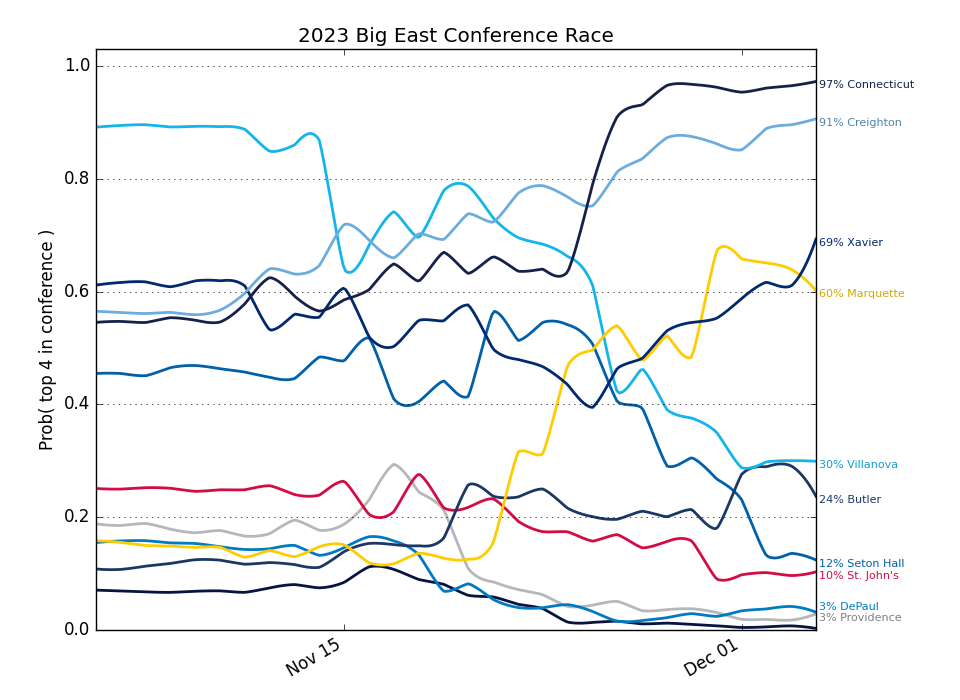 2023 Big East Conference Race
Prob( top 4 in conference )
1.0
0.8
0.6
0.4
0.2
0.0
Nov 15
Dec 01
97% Connecticut
91% Creighton
69% Xavier
60% Marquette
30% Villanova
24% Butler
12% Seton Hall
10% St. John's
3% DePaul
3% Providence